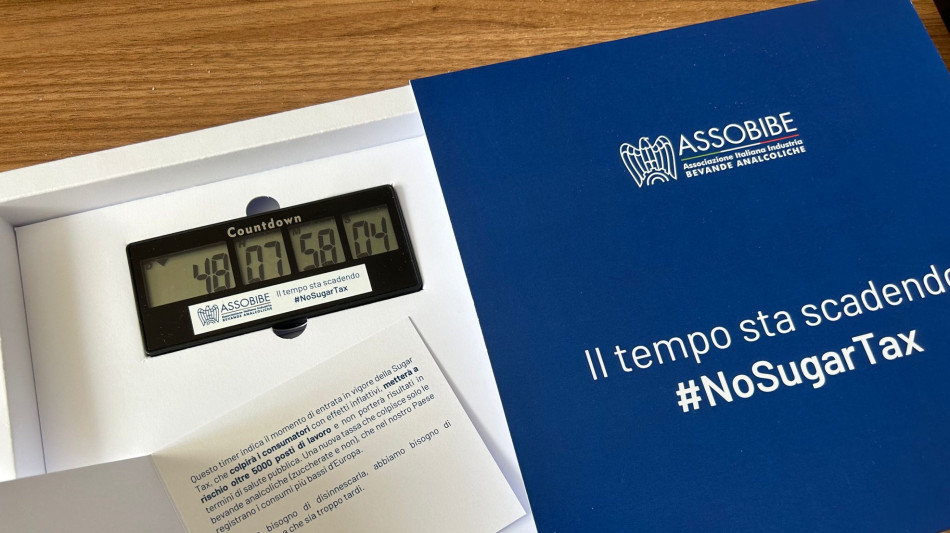 Countdown
D H M S
48 07 58 04
ASSOBIBE
Associazione Italiana Industria
BEVANDE ANALCOLICHE
Il tempo sta scadendo
#NoSugarTax
Questo timer indica il momento di entrata in vigore della Sugar
Tax, che colpirà i consumatori con effetti inflattivi, metterà a
rischio oltre 5000 posti di lavoro e non porterà risultati in
termini di salute pubblica. Una nuova tassa che colpisce solo le
bevande analcoliche (zuccherate e non), che nel nostro Paese
registrano i consumi più bassi d'Europa.
bisogno di disinnescarla, abbiamo bisogno di
che sia troppo tardi.
ASSOBIBE
Associazione Italiana Industria
BEVANDE ANALCOLICHE
Il tempo sta scadendo
#NoSugarTax